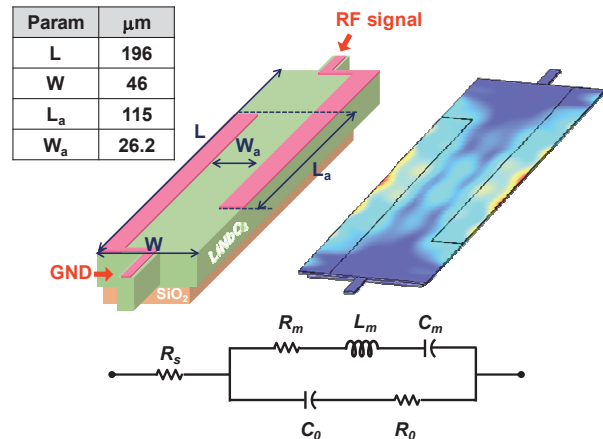 Param μm
L 196
W 46
Lₐ 115
Wₐ 26.2
RF signal
L
Wₐ
Lₐ
W
LiNbO₃
GND
SiO₂
Rₘ Lₘ Cₘ
Rₛ
C₀ R₀